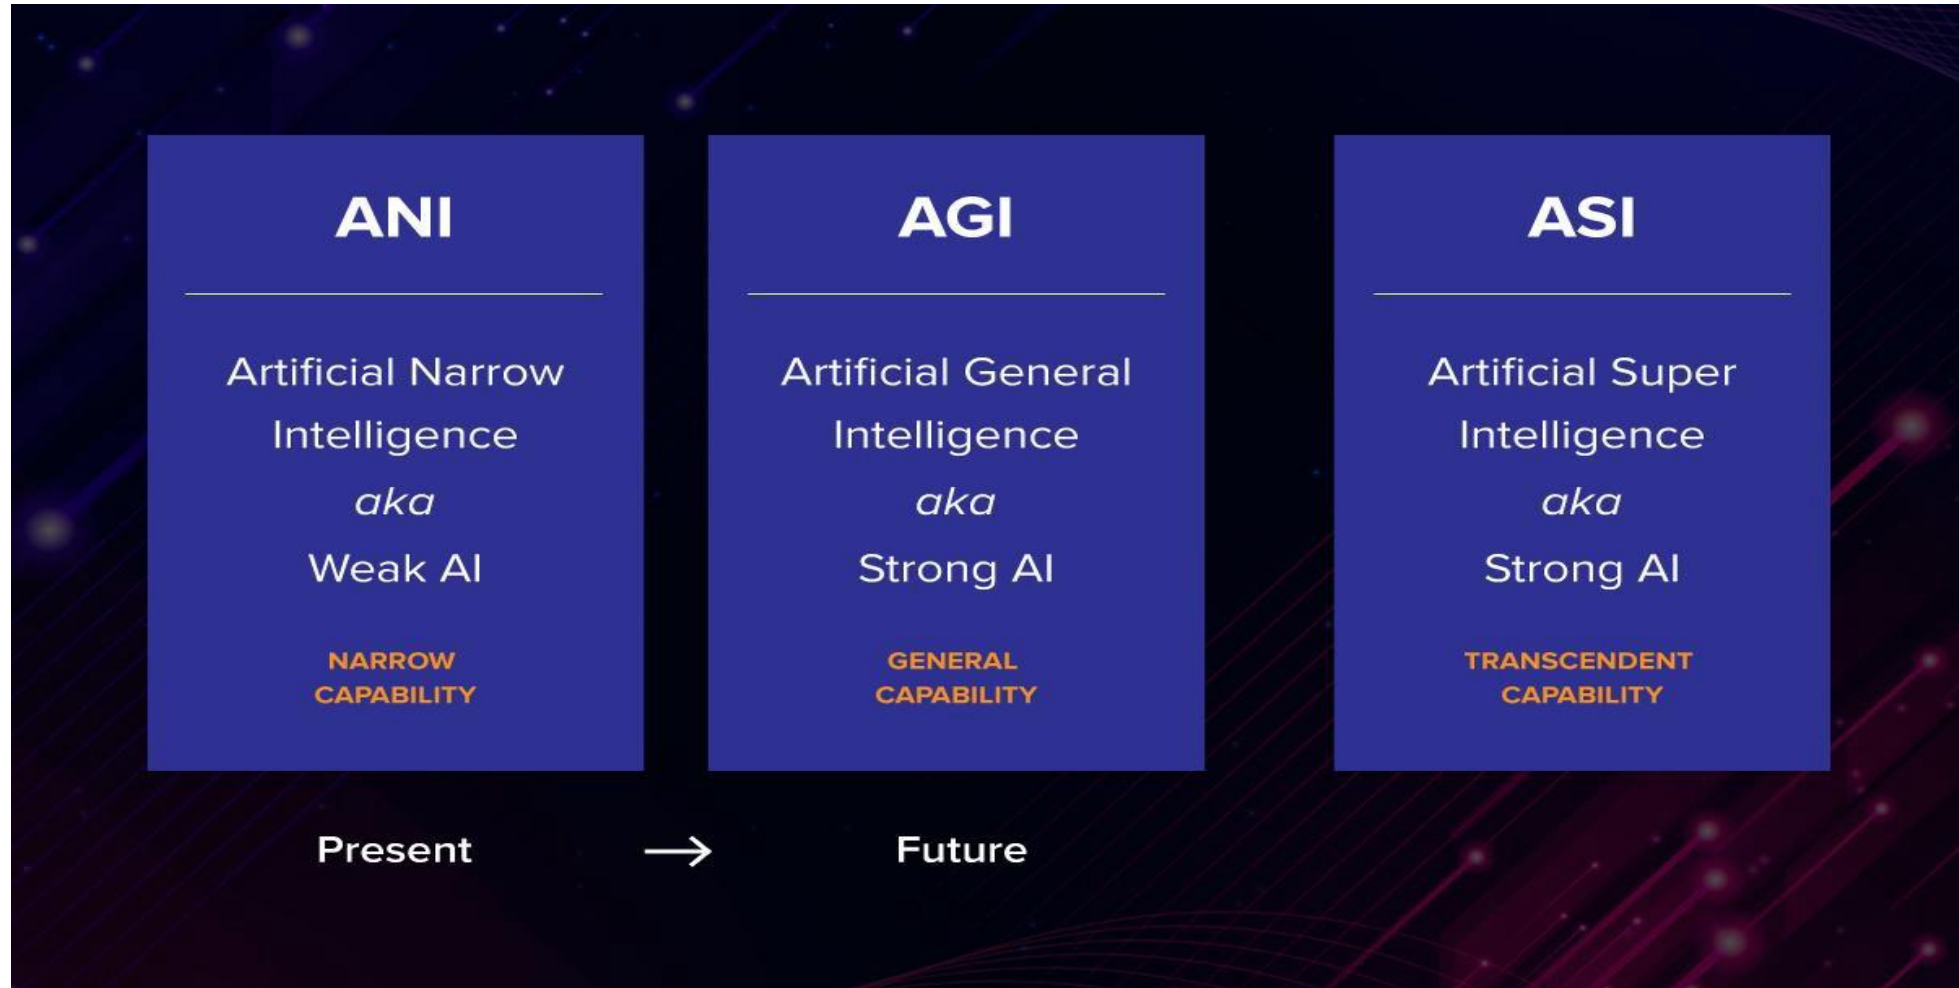 ANI
Artificial Narrow
Intelligence
aka
Weak AI
NARROW
CAPABILITY
AGI
Artificial General
Intelligence
aka
Strong AI
GENERAL
CAPABILITY
ASI
Artificial Super
Intelligence
aka
Strong AI
TRANSCENDENT
CAPABILITY
Present → Future